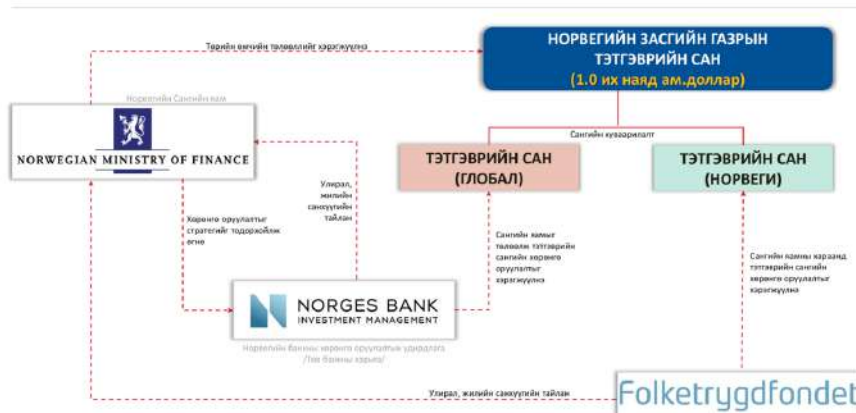 Төрийн өмчийн төлөөллийг хэрэгжүүлнэ
НОРВЕГИЙН ЗАСГИЙН ГАЗРЫН
ТЭТГЭВРИЙН САН
(1.0 их наяд ам.доллар)
Норвегийн Сангийн яам
NORWEGIAN MINISTRY OF FINANCE
Сангийн хуваарилалт
ТЭТГЭВРИЙН САН
(ГЛОБАЛ)
ТЭТГЭВРИЙН САН
(НОРВЕГИ)
Улирал,
жилийн
санхүүгийн
тайлан
Хөрөнгө оруулалтыг
стратегийг тодорхойлж
өгнө
Сангийн яамыг
төлөөлж тэтгэврийн
сангийн хөрөнгө
оруулалтыг
хэрэгжүүлнэ
Сангийн яамны хараанд
тэтгэврийн сангийн
хөрөнгө оруулалтыг
хэрэгжүүлнэ
NORGES BANK
INVESTMENT MANAGEMENT
Норвегийн банкны хөрөнгө оруулалтын удирдлага
/Төв банкны харьяа/
Улирал, жилийн санхүүгийн тайлан
Folketrygdfondet